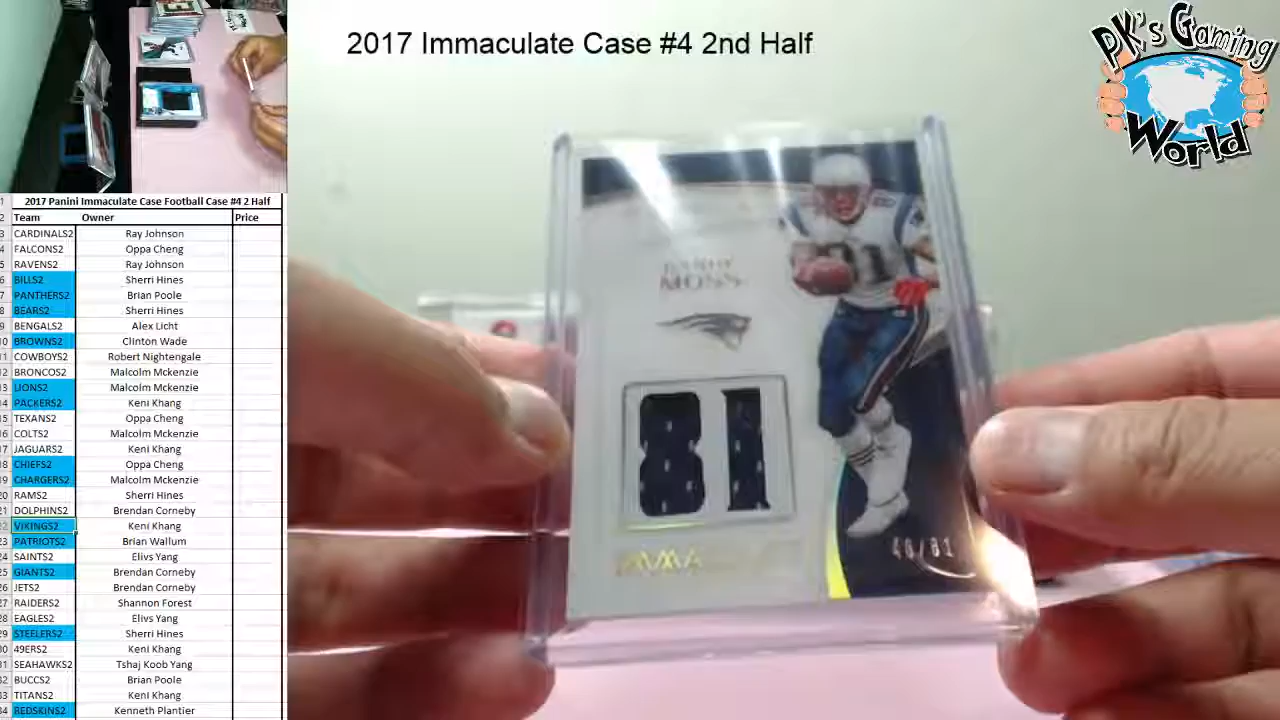 2017 Immaculate Case #4 2nd Half
PK's Gaming
World
2017 Panini Immaculate Case Football Case #4 2 Half
Team Owner Price
CARDINALS2 Ray Johnson
FALCONS2 Oppa Cheng
RAVENS2 Ray Johnson
BILLS2 Sherri Hines
PANTHERS2 Brian Poole
BEARS2 Sherri Hines
BENGALS2 Alex Licht
BROWNS2 Clinton Wade
COWBOYS2 Robert Nightengale
BRONCOS2 Malcolm Mckenzie
LIONS2 Malcolm Mckenzie
PACKERS2 Keni Khang
TEXANS2 Oppa Cheng
COLTS2 Malcolm Mckenzie
JAGUARS2 Keni Khang
CHIEFS2 Oppa Cheng
CHARGERS2 Malcolm Mckenzie
RAMS2 Sherri Hines
DOLPHINS2 Brendan Corneby
VIKINGS2 Keni Khang
PATRIOTS2 Brian Wallum
SAINTS2 Elivs Yang
GIANTS2 Brendan Corneby
JETS2 Brendan Corneby
RAIDERS2 Shannon Forest
EAGLES2 Elivs Yang
STEELERS2 Sherri Hines
49ERS2 Keni Khang
SEAHAWKS2 Tshaj Koob Yang
BUCCS2 Brian Poole
TITANS2 Keni Khang
REDSKINS2 Kenneth Plantier
RANDY
MOSS
81
81